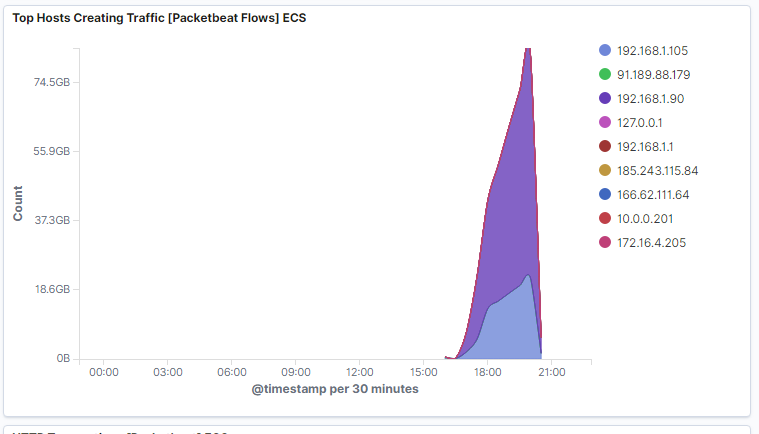 Top Hosts Creating Traffic [Packetbeat Flows] ECS
192.168.1.105
91.189.88.179
192.168.1.90
127.0.0.1
192.168.1.1
185.243.115.84
166.62.111.64
10.0.0.201
172.16.4.205
74.5GB
55.9GB
37.3GB
18.6GB
0B
Count
00:00 03:00 06:00 09:00 12:00 15:00 18:00 21:00
@timestamp per 30 minutes